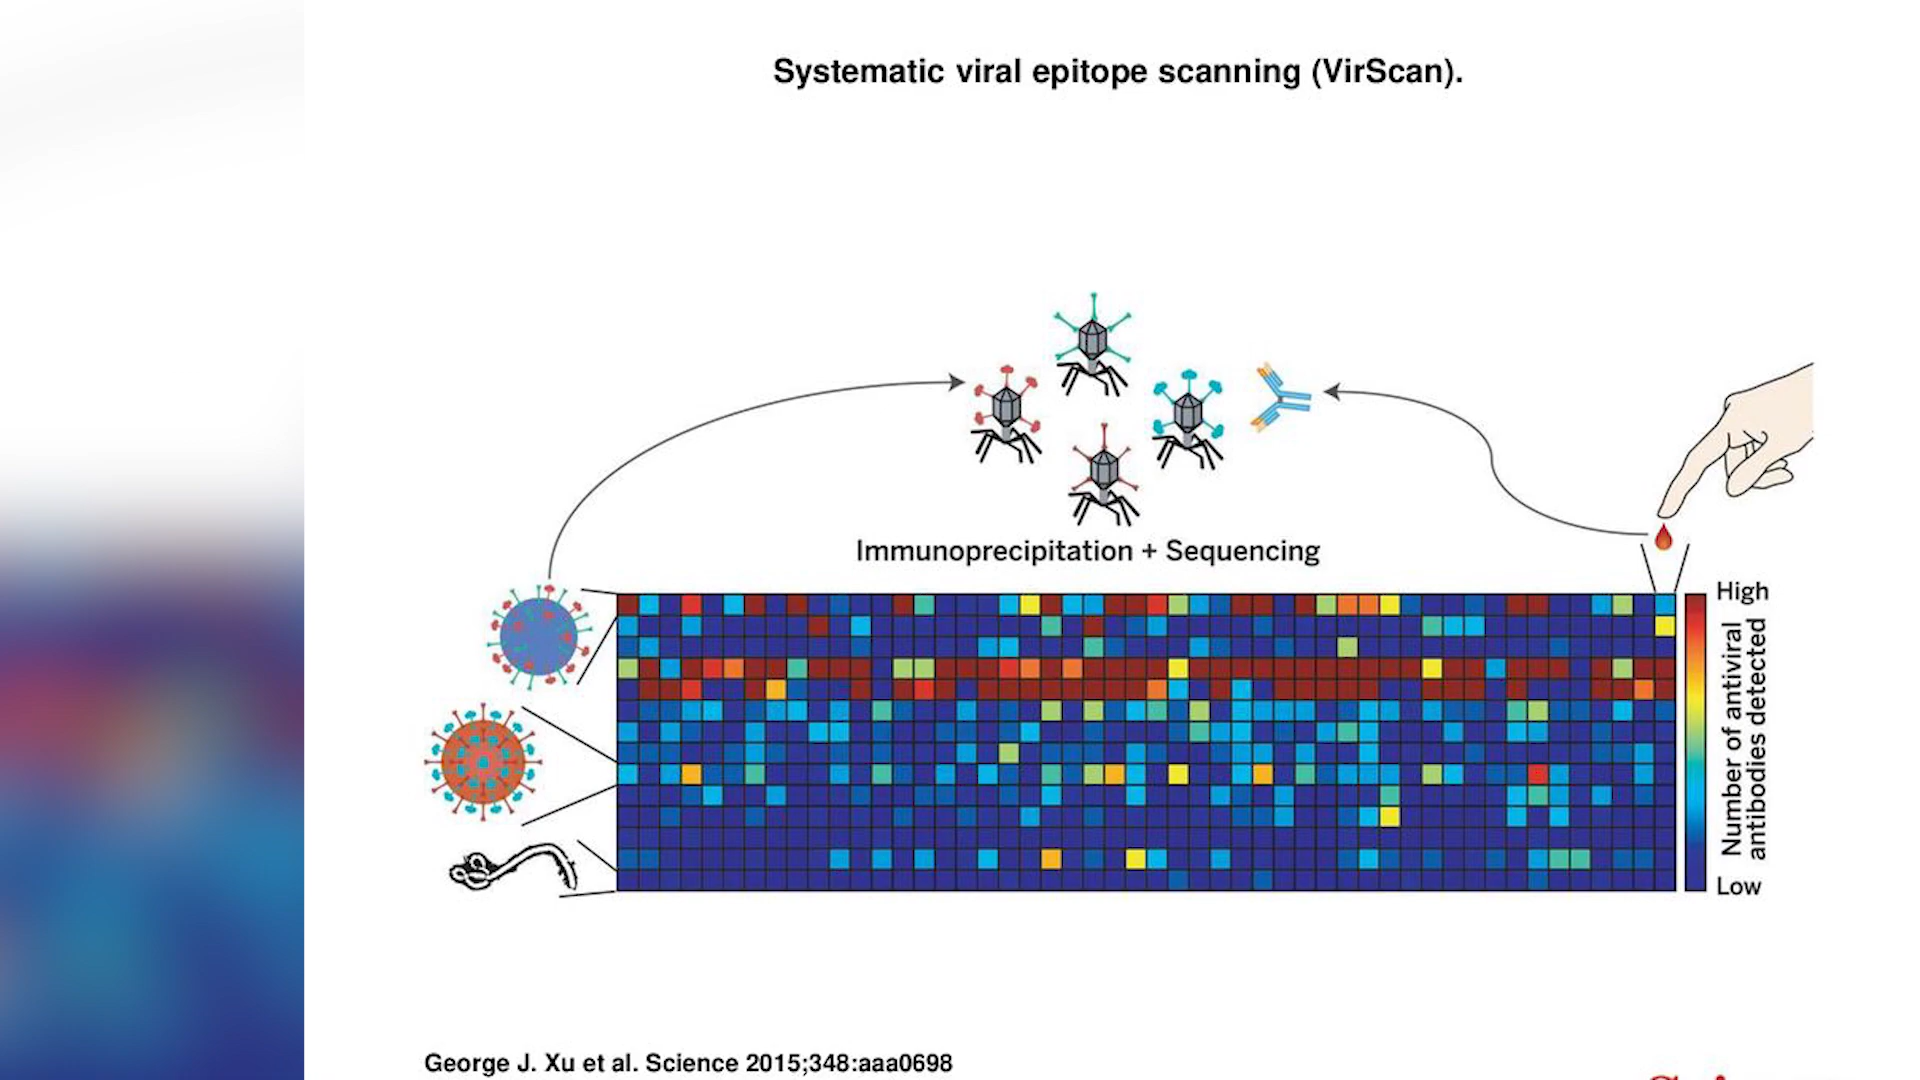 Systematic viral epitope scanning (VirScan).
Immunoprecipitation + Sequencing
High
Number of antiviral
antibodies detected
Low
George J. Xu et al. Science 2015;348:aaa0698